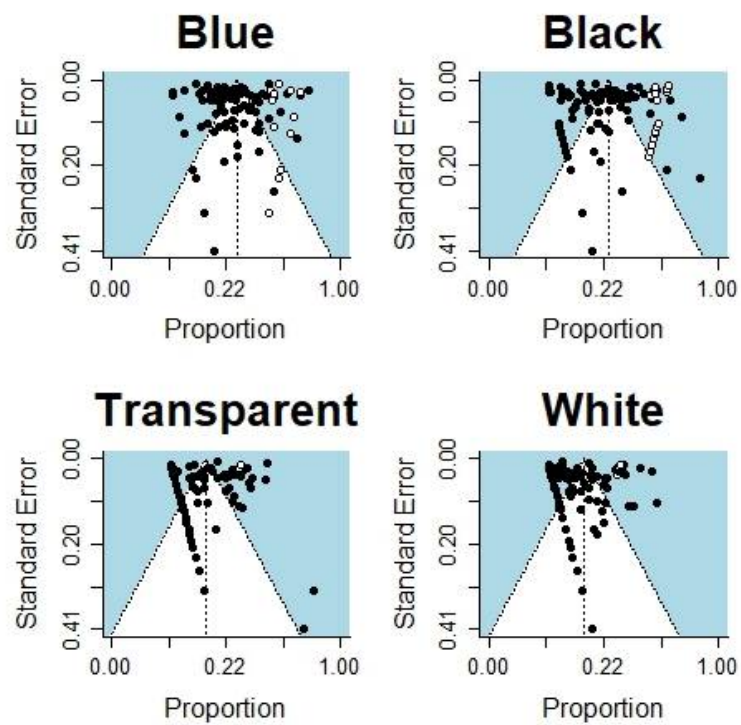 Blue
Standard Error
0.00
0.20
0.41
0.00 0.22 1.00
Proportion
Black
Standard Error
0.00
0.20
0.41
0.00 0.22 1.00
Proportion
Transparent
Standard Error
0.00
0.20
0.41
0.00 0.22 1.00
Proportion
White
Standard Error
0.00
0.20
0.41
0.00 0.22 1.00
Proportion